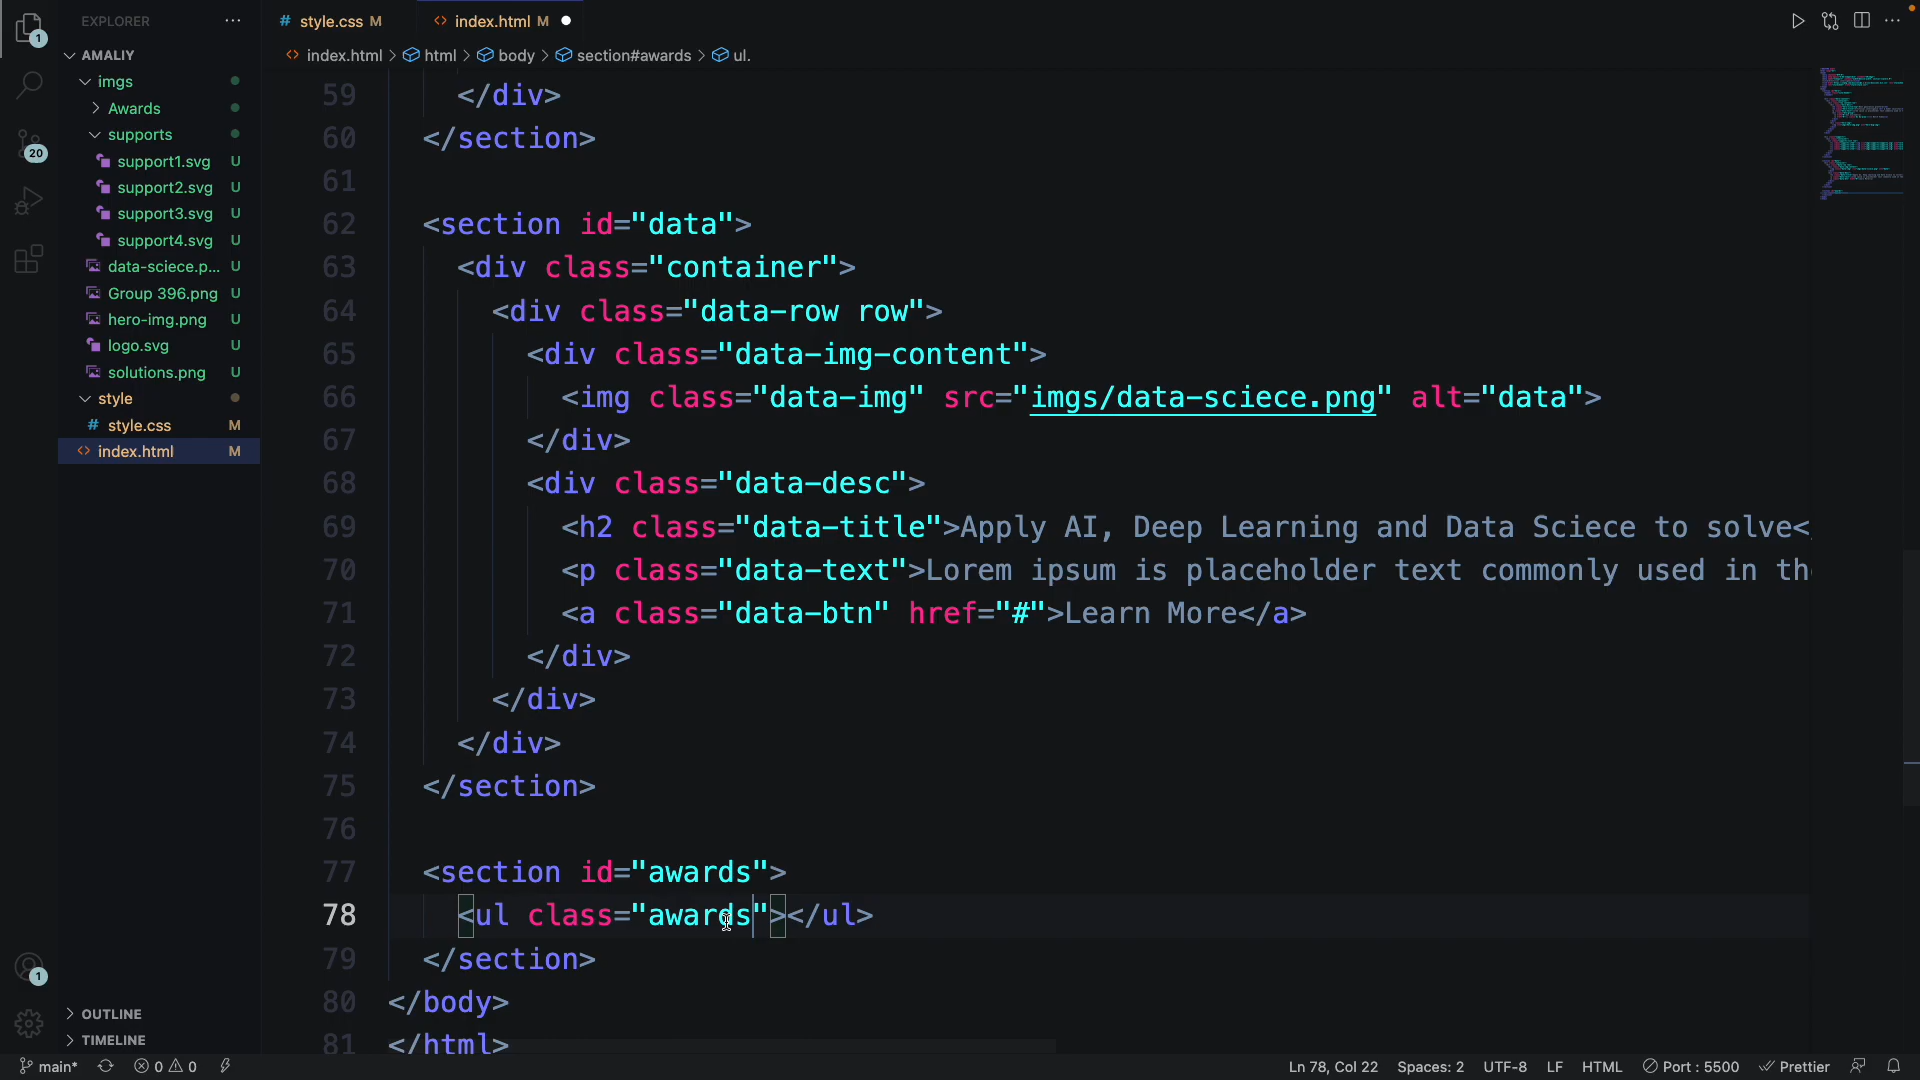 EXPLORER
style.css M
index.html M
AMALIY
index.html > html > body > section#awards > ul.
imgs
Awards
supports
support1.svg U
support2.svg U
support3.svg U
support4.svg U
data-sciece.p... U
Group 396.png U
hero-img.png U
logo.svg U
solutions.png U
style
style.css M
index.html M
OUTLINE
TIMELINE
1
20
1
59 </div>
60 </section>
61
62 <section id="data">
63 <div class="container">
64 <div class="data-row row">
65 <div class="data-img-content">
66 <img class="data-img" src="imgs/data-sciece.png" alt="data">
67 </div>
68 <div class="data-desc">
69 <h2 class="data-title">Apply AI, Deep Learning and Data Sciece to solve<
70 <p class="data-text">Lorem ipsum is placeholder text commonly used in th
71 <a class="data-btn" href="#">Learn More</a>
72 </div>
73 </div>
74 </div>
75 </section>
76
77 <section id="awards">
78 <ul class="awards"></ul>
79 </section>
80 </body>
81 </html>
main* 0 0 Ln 78, Col 22 Spaces: 2 UTF-8 LF HTML Port : 5500 Prettier